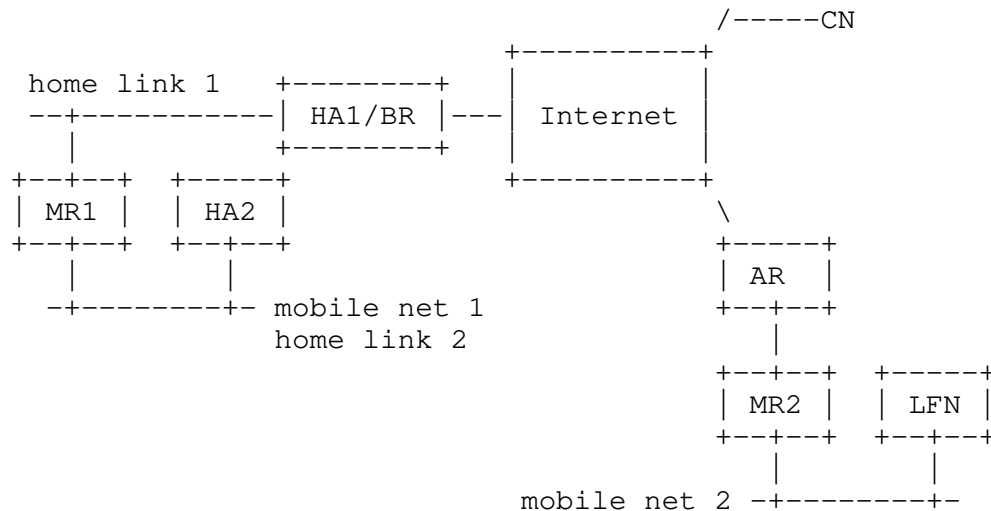 /-----CN
+----------+
home link 1 +--------+ | |
--+------------| HA1/BR |---| Internet |
| +--------+ | |
+--+--+ +-----+ +----------+
| MR1 | | HA2 | \
+--+--+ +--+--+ +-----+
| | | AR |
-+--------+- mobile net 1 +--+--+
home link 2 |
+--+--+ +-----+
| MR2 | | LFN |
+--+--+ +--+--+
| |
mobile net 2 -+--------+-